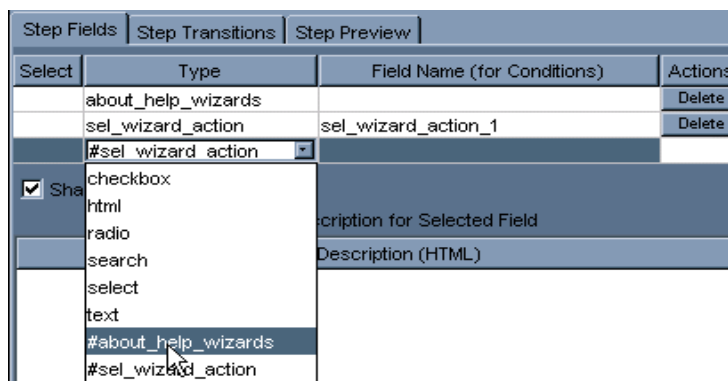 Step Fields Step Transitions Step Preview
Select Type Field Name (for Conditions) Actions
about_help_wizards Delete
sel_wizard_action sel_wizard_action_1 Delete
#sel_wizard_action
checkbox
Sha
html
radio cription for Selected Field
search Description (HTML)
select
text
#about_help_wizards
#sel_wizard_action